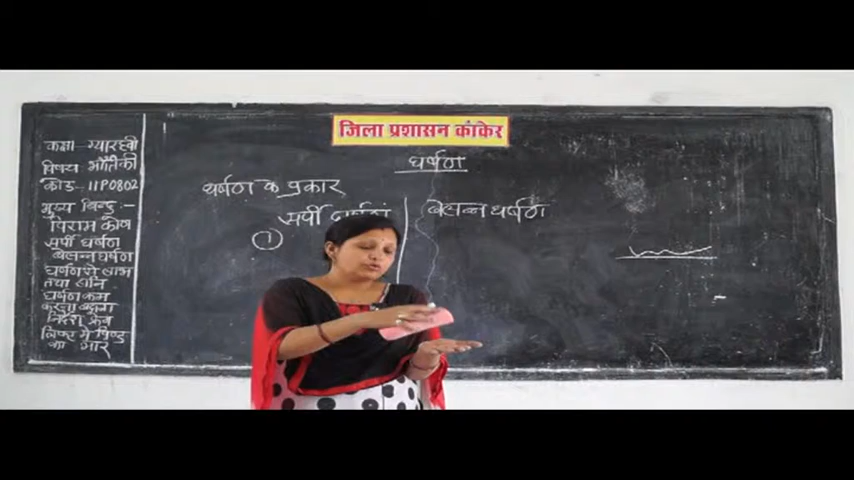 जिला प्रशासन कांकेर
घर्षण
कक्षा - ग्यारहवी
विषय भौतिकी
कोड - 11P0802
मुख्य बिन्दु :-
विराम कोण
सर्पी घर्षण
बेलन घर्षण
घर्षण से लाभ
तथा हानि
घर्षण कम
करना
लिफ्ट में पिण्ड
का भार
घर्षण के प्रकार
सर्पी घर्षण
बेलन घर्षण
1